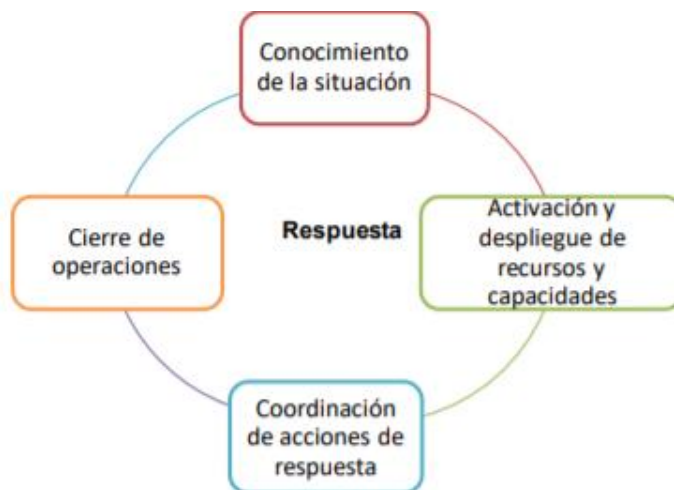 Conocimiento
de la situación
Activación y
despliegue de
recursos y
capacidades
Respuesta
Cierre de
operaciones
Coordinación
de acciones de
respuesta